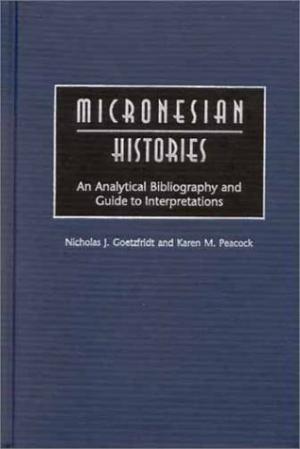 MICRONESIAN
HISTORIES
An Analytical Bibliography and
Guide to Interpretations
Nicholas J. Goetzfridt and Karen M. Peacock